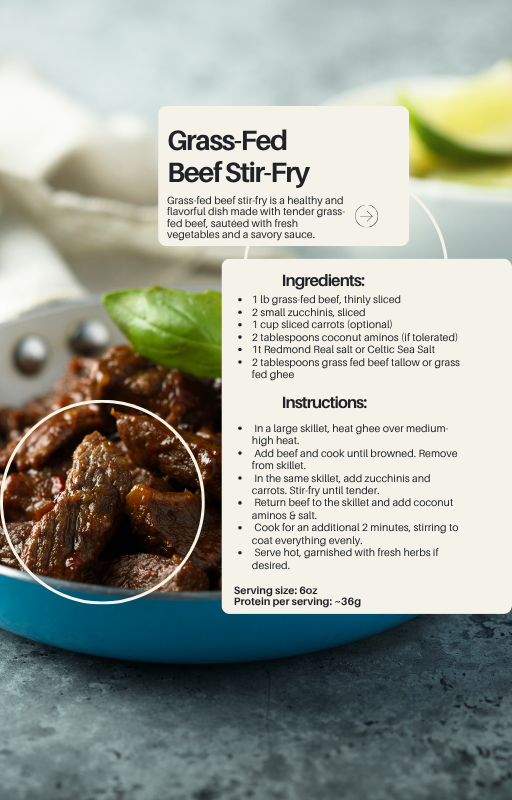 Grass-Fed
Beef Stir-Fry
Grass-fed beef stir-fry is a healthy and
flavorful dish made with tender grass-
fed beef, sautéed with fresh
vegetables and a savory sauce.
Ingredients:
• 1 lb grass-fed beef, thinly sliced
• 2 small zucchinis, sliced
• 1 cup sliced carrots (optional)
• 2 tablespoons coconut aminos (if tolerated)
• 1t Redmond Real salt or Celtic Sea Salt
• 2 tablespoons grass fed beef tallow or grass
fed ghee
Instructions:
• In a large skillet, heat ghee over medium-
high heat.
• Add beef and cook until browned. Remove
from skillet.
• In the same skillet, add zucchinis and
carrots. Stir-fry until tender.
• Return beef to the skillet and add coconut
aminos & salt.
• Cook for an additional 2 minutes, stirring to
coat everything evenly.
• Serve hot, garnished with fresh herbs if
desired.
Serving size: 6oz
Protein per serving: ~36g